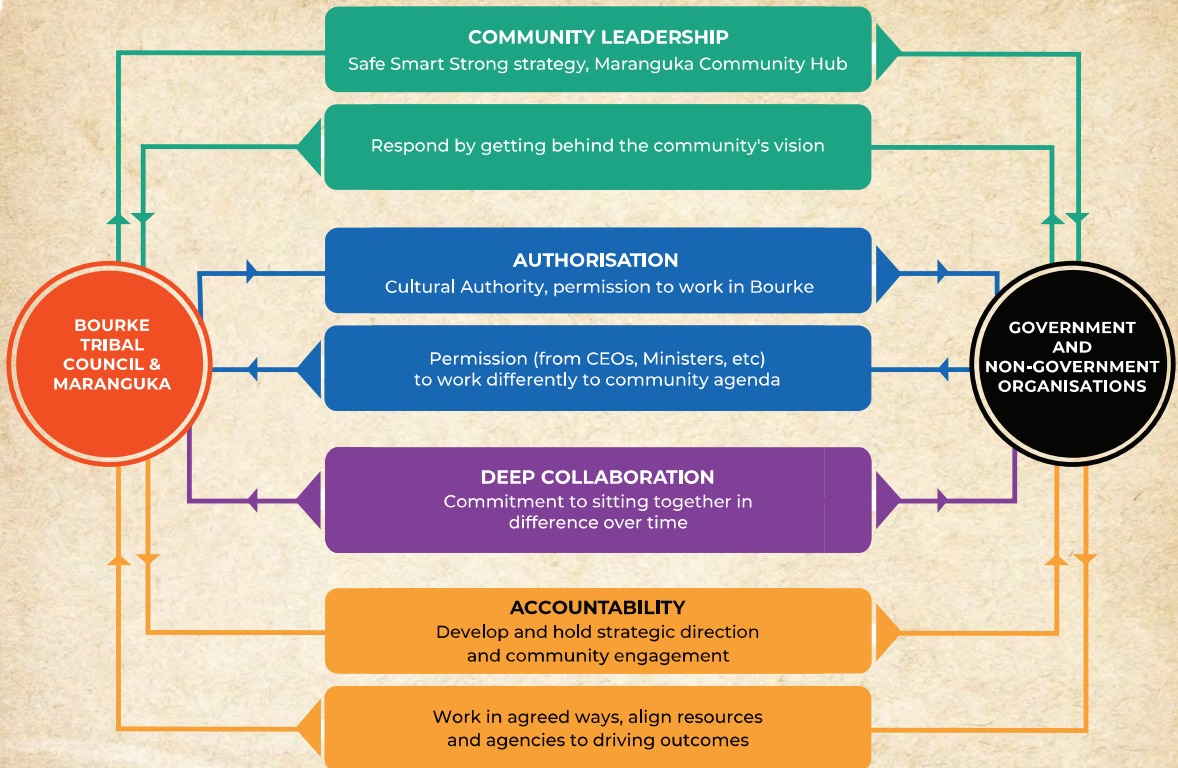 COMMUNITY LEADERSHIP
Safe Smart Strong strategy, Maranguka Community Hub
Respond by getting behind the community's vision
AUTHORISATION
Cultural Authority, permission to work in Bourke
BOURKE
TRIBAL
COUNCIL &
MARANGUKA
GOVERNMENT
AND
NON-GOVERNMENT
ORGANISATIONS
Permission (from CEOs, Ministers, etc)
to work differently to community agenda
DEEP COLLABORATION
Commitment to sitting together in
difference over time
ACCOUNTABILITY
Develop and hold strategic direction
and community engagement
Work in agreed ways, align resources
and agencies to driving outcomes